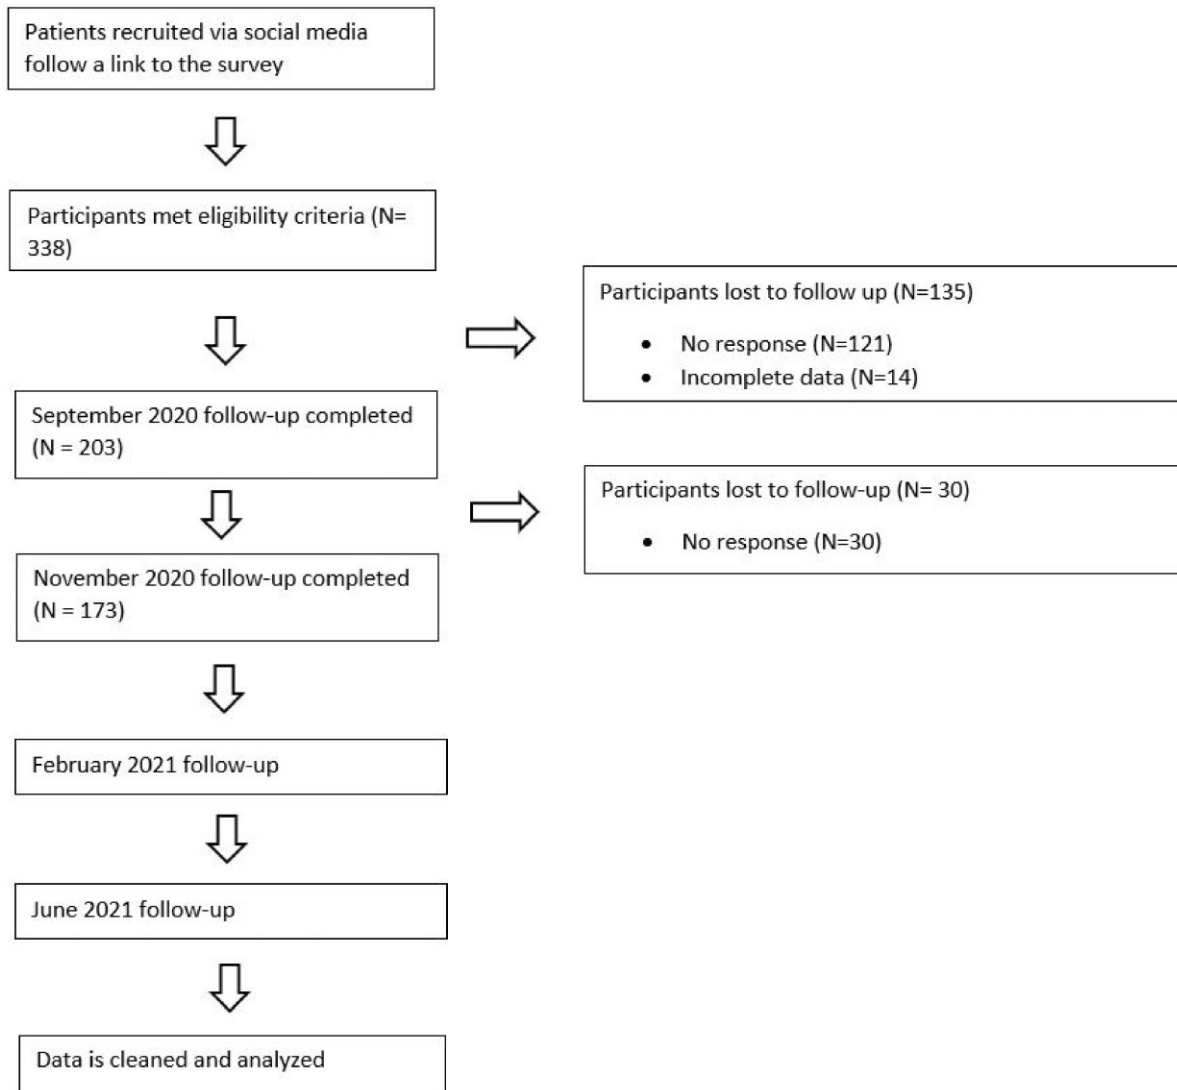 Patients recruited via social media
follow a link to the survey
Participants met eligibility criteria (N=
338)
Participants lost to follow up (N=135)
• No response (N=121)
• Incomplete data (N=14)
September 2020 follow-up completed
(N = 203)
Participants lost to follow-up (N= 30)
• No response (N=30)
November 2020 follow-up completed
(N = 173)
February 2021 follow-up
June 2021 follow-up
Data is cleaned and analyzed